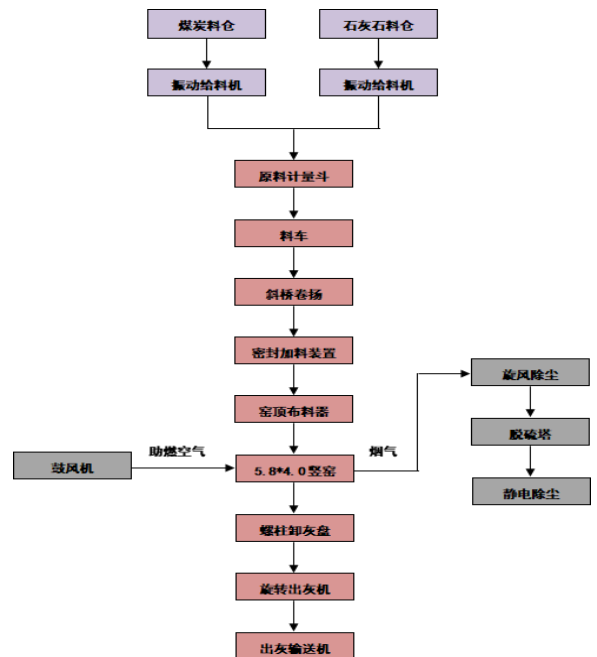 煤炭料仓
石灰石料仓
振动给料机
振动给料机
原料计量斗
料车
斜桥卷扬
密封加料装置
窑顶布料器
旋风除尘
助燃空气
烟气
脱硫塔
鼓风机
5.8*4.0竖窑
静电除尘
螺柱卸灰盘
旋转出灰机
出灰输送机